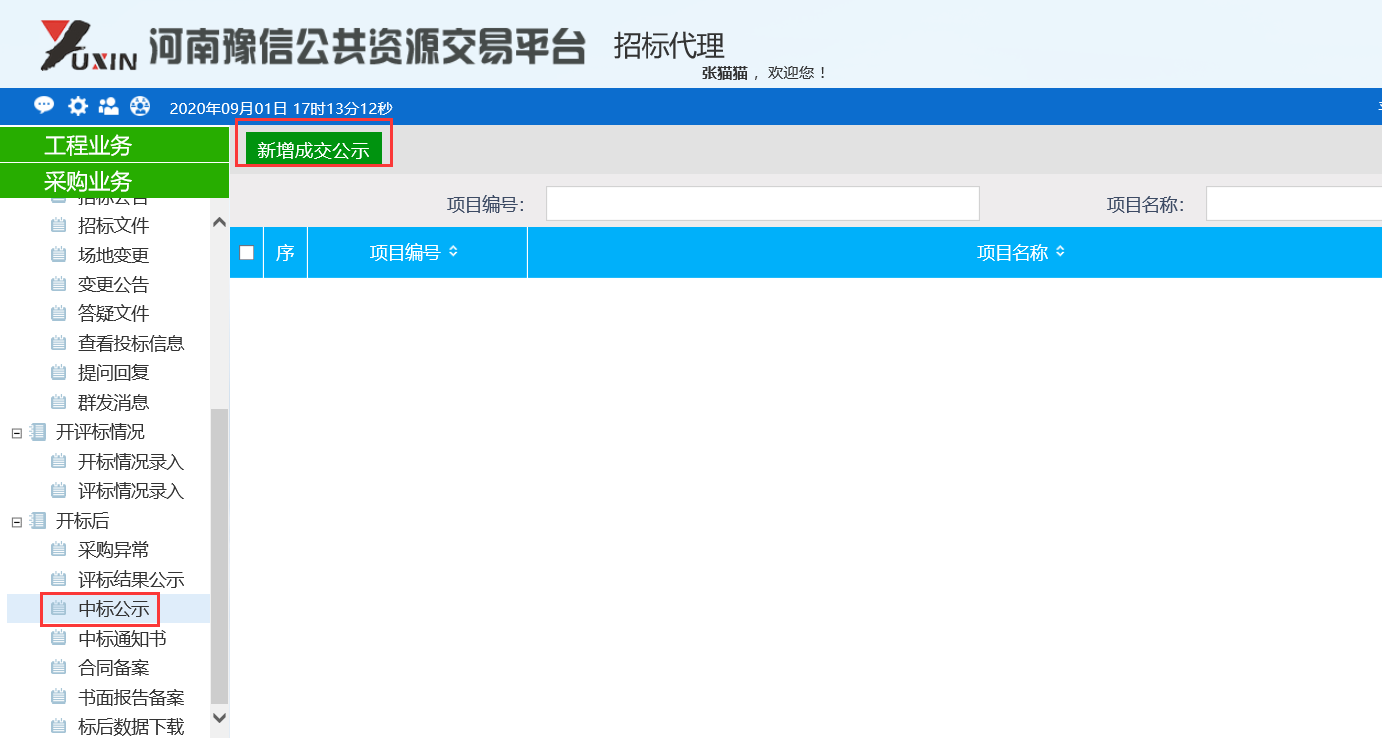 YUXIN 河南豫信公共资源交易平台 招标代理
张猫猫 ，欢迎您！
2020年09月01日 17时13分12秒
工程业务
采购业务
新增成交公示
项目编号：
项目名称：
序
项目编号
项目名称
招标公告
招标文件
场地变更
变更公告
答疑文件
查看投标信息
提问回复
群发消息
开评标情况
开标情况录入
评标情况录入
开标后
采购异常
评标结果公示
中标公示
中标通知书
合同备案
书面报告备案
标后数据下载